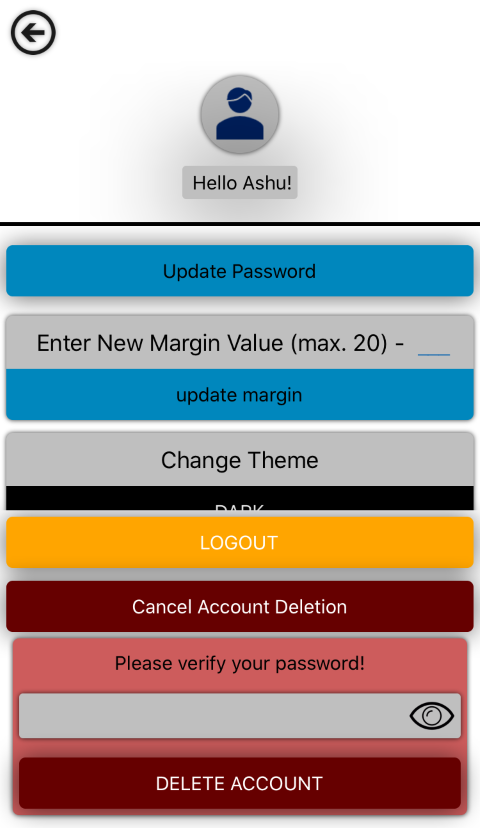 Hello Ashu!
Update Password
Enter New Margin Value (max. 20) - 
update margin
Change Theme
DARK
LOGOUT
Cancel Account Deletion
Please verify your password!
DELETE ACCOUNT